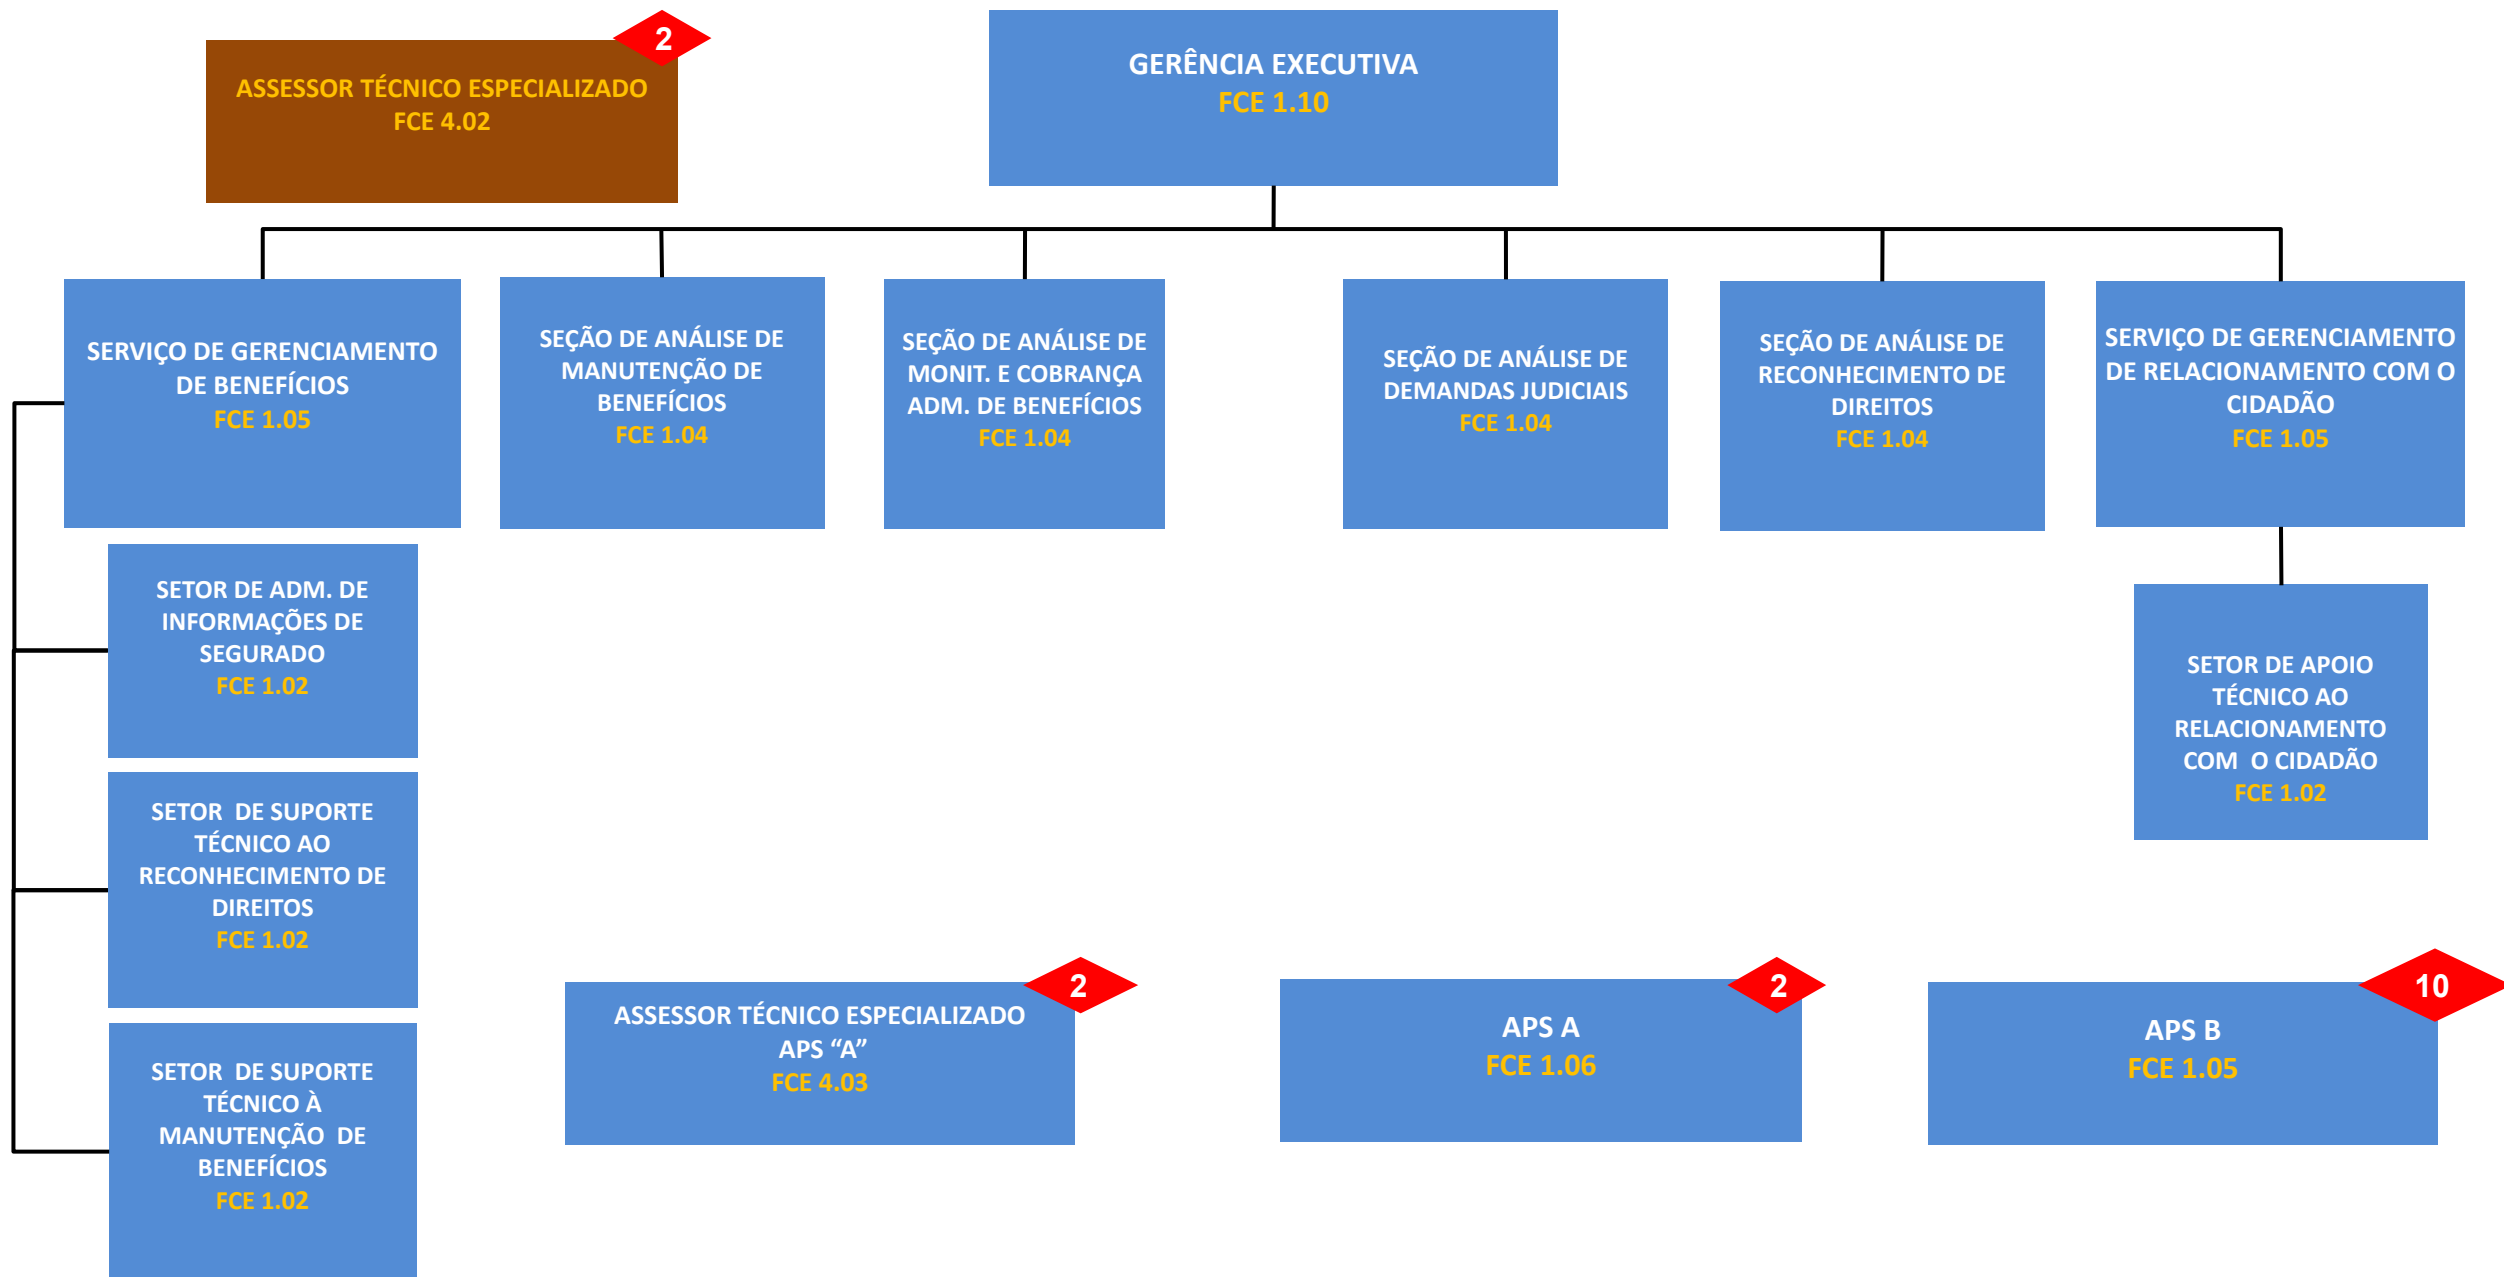 2
ASSESSOR TÉCNICO ESPECIALIZADO
FCE 4.02
GERÊNCIA EXECUTIVA
FCE 1.10
SERVIÇO DE GERENCIAMENTO
DE BENEFÍCIOS
FCE 1.05
SEÇÃO DE ANÁLISE DE
MANUTENÇÃO DE
BENEFÍCIOS
FCE 1.04
SEÇÃO DE ANÁLISE DE
MONIT. E COBRANÇA
ADM. DE BENEFÍCIOS
FCE 1.04
SEÇÃO DE ANÁLISE DE
DEMANDAS JUDICIAIS
FCE 1.04
SEÇÃO DE ANÁLISE DE
RECONHECIMENTO DE
DIREITOS
FCE 1.04
SERVIÇO DE GERENCIAMENTO
DE RELACIONAMENTO COM O
CIDADÃO
FCE 1.05
SETOR DE ADM. DE
INFORMAÇÕES DE
SEGURADO
FCE 1.02
SETOR DE APOIO
TÉCNICO AO
RELACIONAMENTO
COM O CIDADÃO
FCE 1.02
SETOR DE SUPORTE
TÉCNICO AO
RECONHECIMENTO DE
DIREITOS
FCE 1.02
SETOR DE SUPORTE
TÉCNICO À
MANUTENÇÃO DE
BENEFÍCIOS
FCE 1.02
2
ASSESSOR TÉCNICO ESPECIALIZADO
APS “A”
FCE 4.03
2
APS A
FCE 1.06
10
APS B
FCE 1.05